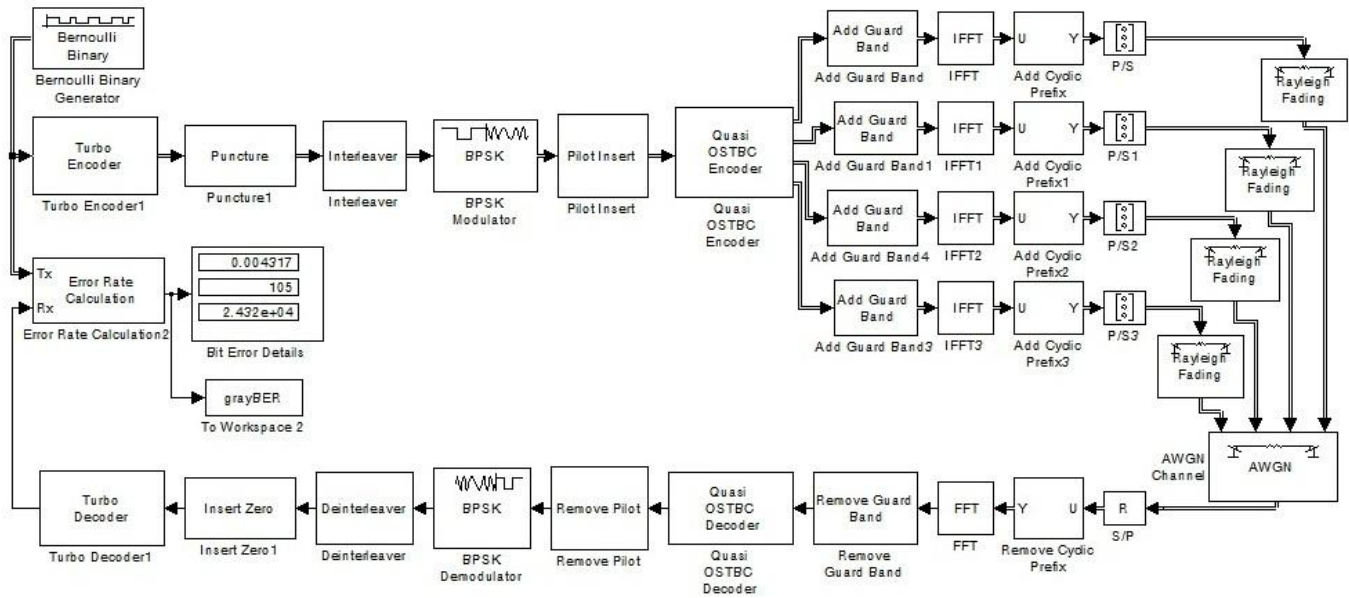 Bernoulli
Binary
Bernoulli Binary
Generator
Turbo
Encoder
Turbo Encoder1
Puncture
Puncture1
Interleaver
Interleaver
BPSK
BPSK
Modulator
Pilot Insert
Pilot Insert
Quasi
OSTBC
Encoder
Quasi
OSTBC
Encoder
Add Guard
Band
Add Guard Band
IFFT
IFFT
U Y
Add Cyclic
Prefix
P/S
Rayleigh
Fading
Add Guard
Band
Add Guard Band1
IFFT
IFFT1
U Y
Add Cyclic
Prefix1
P/S1
Rayleigh
Fading
Add Guard
Band
Add Guard Band4
IFFT
IFFT2
U Y
Add Cyclic
Prefix2
P/S2
Rayleigh
Fading
Add Guard
Band
Add Guard Band3
IFFT
IFFT3
U Y
Add Cyclic
Prefix3
P/S3
Rayleigh
Fading
Tx
Rx
Error Rate
Calculation
Error Rate Calculation2
0.004317
105
2.432e+04
Bit Error Details
grayBER
To Workspace 2
AWGN
Channel
AWGN
Turbo
Decoder
Turbo Decoder1
Insert Zero
Insert Zero1
Deinterleaver
Deinterleaver
BPSK
BPSK
Demodulator
Remove Pilot
Remove Pilot
Quasi
OSTBC
Decoder
Quasi
OSTBC
Decoder
Remove Guard
Band
Remove
Guard Band
FFT
FFT
Y U
Remove Cyclic
Prefix
R
S/P